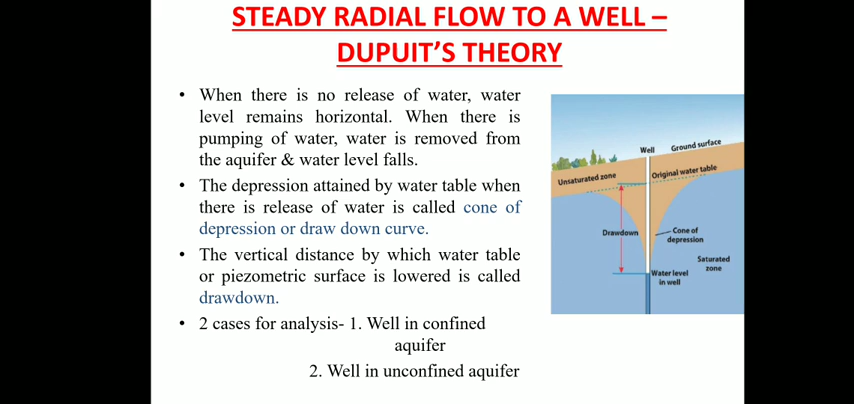 STEADY RADIAL FLOW TO A WELL –
DUPUIT'S THEORY
• When there is no release of water, water
level remains horizontal. When there is
pumping of water, water is removed from
the aquifer & water level falls.
• The depression attained by water table when
there is release of water is called cone of
depression or draw down curve.
• The vertical distance by which water table
or piezometric surface is lowered is called
drawdown.
• 2 cases for analysis- 1. Well in confined
aquifer
2. Well in unconfined aquifer
Well
Ground surface
Unsaturated zone
Original water table
Drawdown
Cone of
depression
Saturated
zone
Water level
in well